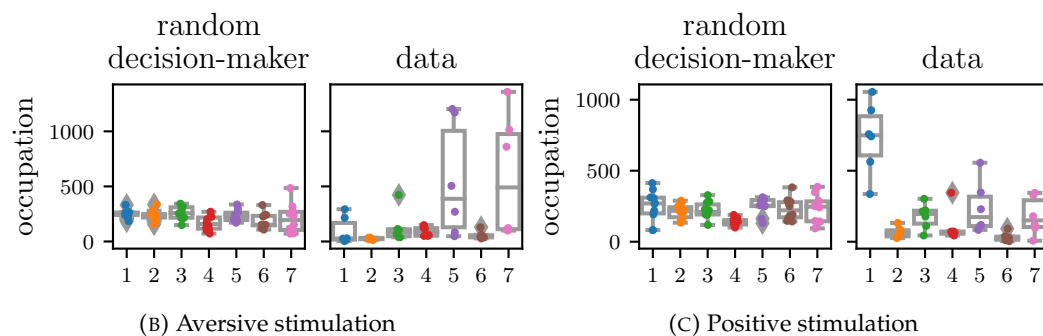 random
decision-maker
data
occupation
1000
500
0
1 2 3 4 5 6 7
1 2 3 4 5 6 7
(B) Aversive stimulation
random
decision-maker
data
occupation
1000
500
0
1 2 3 4 5 6 7
1 2 3 4 5 6 7
(C) Positive stimulation